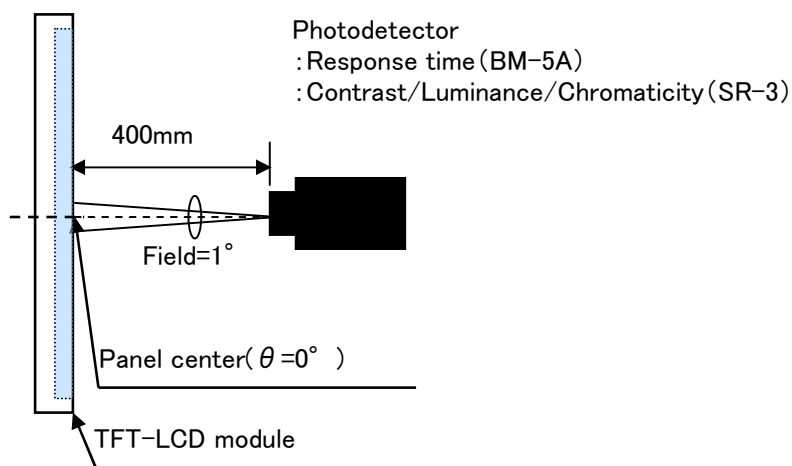 Photodetector
:Response time(BM-5A)
:Contrast/Luminance/Chromaticity(SR-3)
400mm
Field=1°
Panel center(θ=0° )
TFT-LCD module